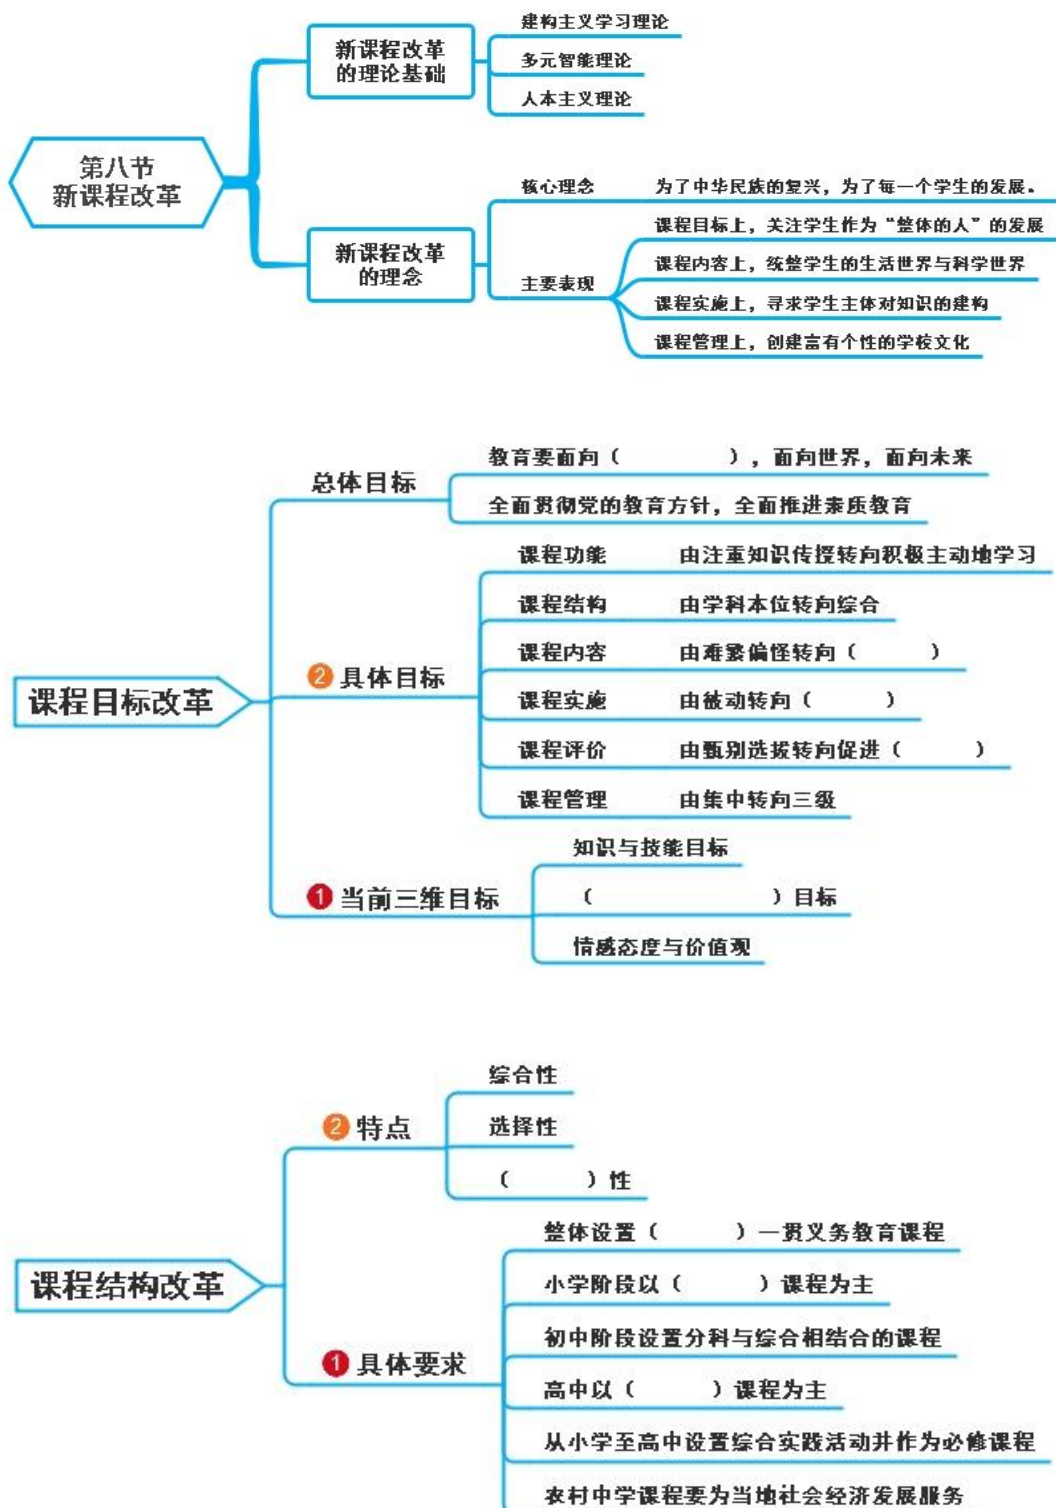 第八节
新课程改革
新课程改革
的理论基础
建构主义学习理论
多元智能理论
人本主义理论
新课程改革
的理念
核心理念 为了中华民族的复兴，为了每一个学生的发展。
主要表现
课程目标上，关注学生作为“整体的人”的发展
课程内容上，统整学生的生活世界与科学世界
课程实施上，寻求学生主体对知识的建构
课程管理上，创建富有个性的学校文化
课程目标改革
总体目标
教育要面向（ ），面向世界，面向未来
全面贯彻党的教育方针，全面推进素质教育
2 具体目标
课程功能 由注重知识传授转向积极主动地学习
课程结构 由学科本位转向综合
课程内容 由难繁偏怪转向（ ）
课程实施 由被动转向（ ）
课程评价 由甄别选拔转向促进（ ）
课程管理 由集中转向三级
1 当前三维目标
知识与技能目标
（ ）目标
情感态度与价值观
课程结构改革
2 特点
综合性
选择性
（ ）性
1 具体要求
整体设置（ ）一贯义务教育课程
小学阶段以（ ）课程为主
初中阶段设置分科与综合相结合的课程
高中以（ ）课程为主
从小学至高中设置综合实践活动并作为必修课程
农村中学课程要为当地社会经济发展服务